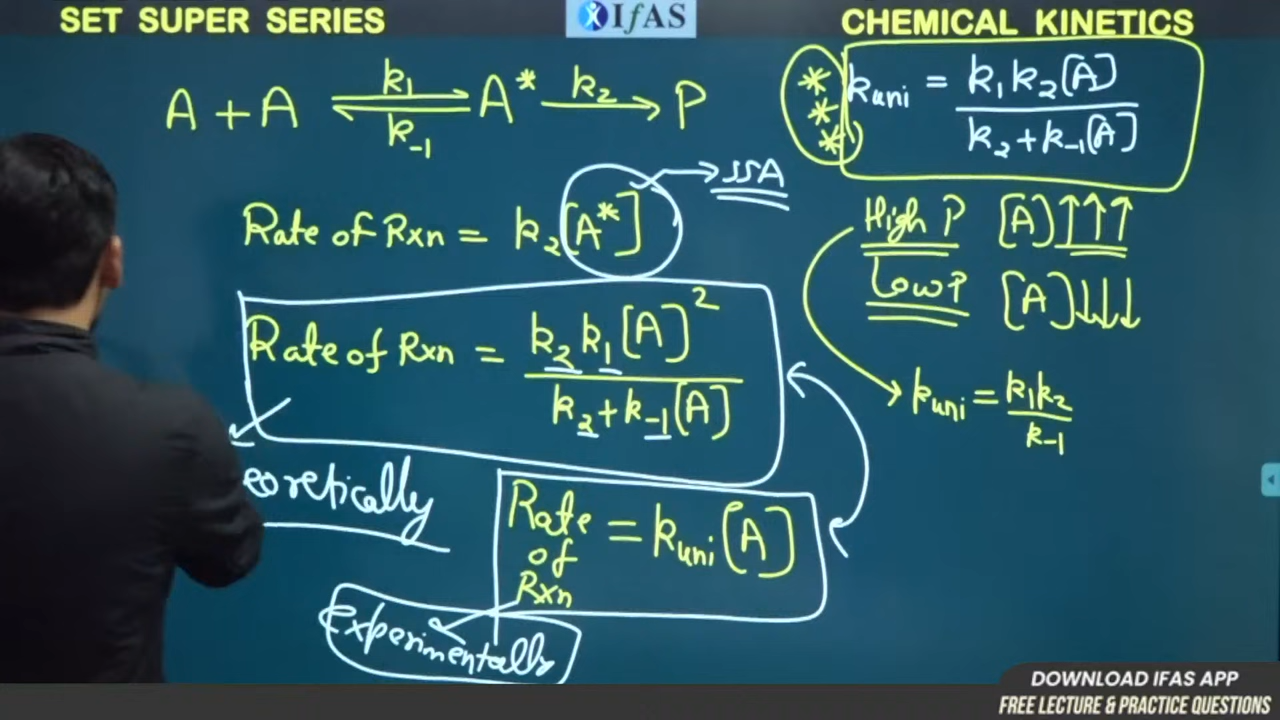 SET SUPER SERIES
IfAS
CHEMICAL KINETICS
A + A ⇌ A* → P
k₁
k₋₁
k₂
Rate of Rxn = k₂[A*]
→ SSA
Rate of Rxn = k₂k₁[A]² / k₂+k₋₁[A]
eoretically
Rate of Rxn = kuni[A]
Experimentally
*** kuni = k₁k₂[A] / k₂+k₋₁[A]
High P [A]↑↑↑
Low P [A]↓↓↓
kuni = k₁k₂ / k₋₁
DOWNLOAD IFAS APP
FREE LECTURE & PRACTICE QUESTIONS